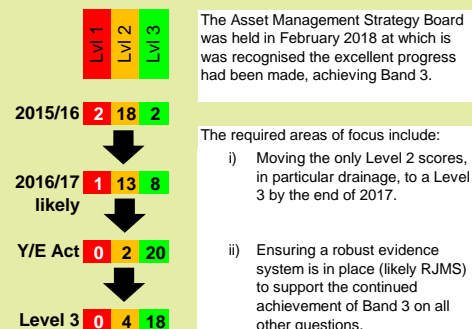 Lvl 1
Lvl 2
Lvl 3
2015/16 2 18 2
2016/17 likely 1 13 8
Y/E Act 0 2 20
Level 3 0 4 18
The Asset Management Strategy Board
was held in February 2018 at which is
was recognised the excellent progress
had been made, achieving Band 3.
The required areas of focus include:
i) Moving the only Level 2 scores,
in particular drainage, to a Level
3 by the end of 2017.
ii) Ensuring a robust evidence
system is in place (likely RJMS)
to support the continued
achievement of Band 3 on all
other questions.